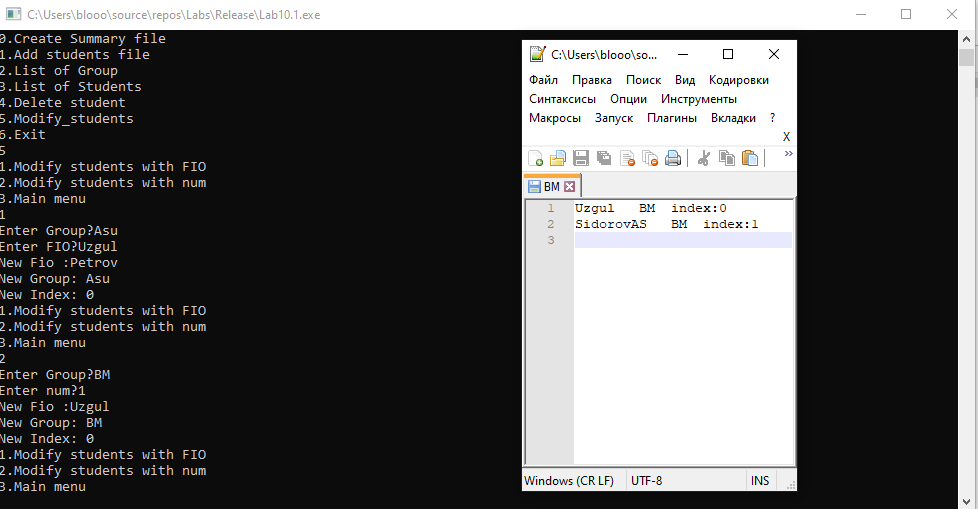 C:\Users\blooo\source\repos\Labs\Release\Lab10.1.exe
0.Create Summary file
1.Add students file
2.List of Group
3.List of Students
4.Delete student
5.Modify_students
6.Exit
5
1.Modify students with FIO
2.Modify students with num
3.Main menu
1
Enter Group?Asu
Enter FIO?Uzgul
New Fio :Petrov
New Group: Asu
New Index: 0
1.Modify students with FIO
2.Modify students with num
3.Main menu
2
Enter Group?BM
Enter num?1
New Fio :Uzgul
New Group: BM
New Index: 0
1.Modify students with FIO
2.Modify students with num
3.Main menu
C:\Users\blooo\so...
Файл Правка Поиск Вид Кодировки
Синтаксисы Опции Инструменты
Макросы Запуск Плагины Вкладки ?
X
BM
1 Uzgul BM index:0
2 SidorovAS BM index:1
3
Windows (CR LF) UTF-8 INS